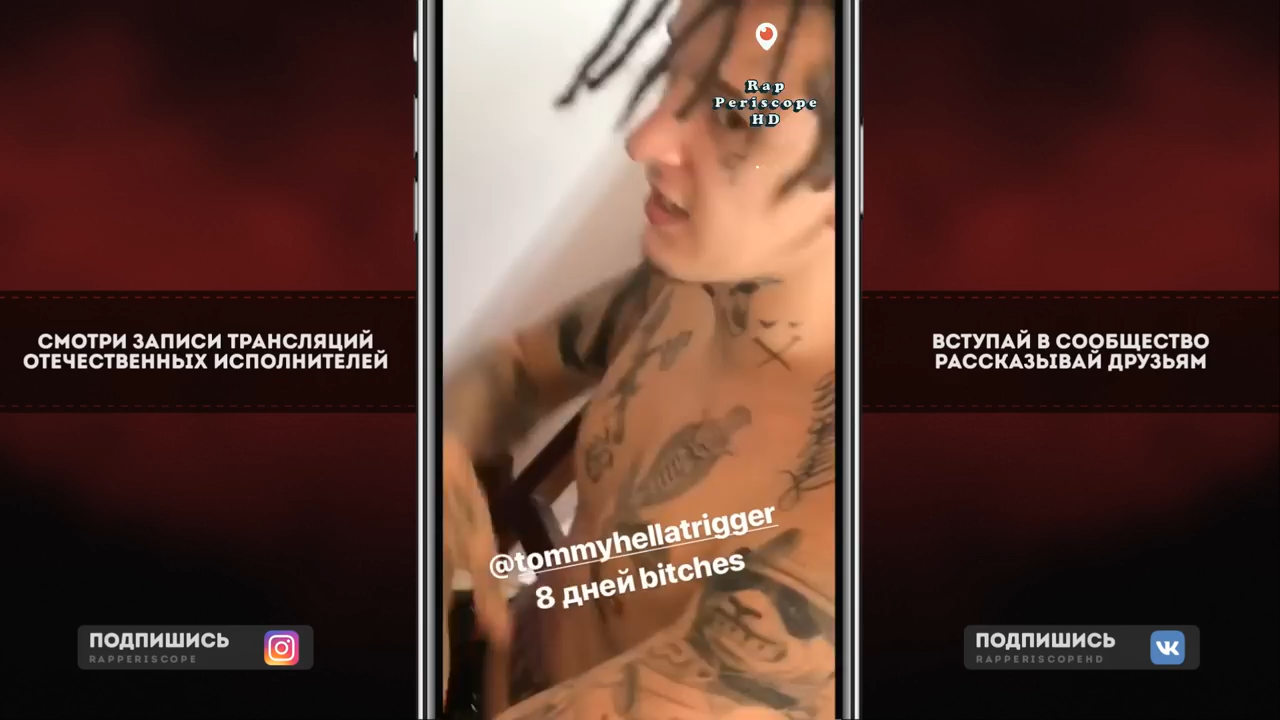 Rap
Periscope
HD
СМОТРИ ЗАПИСИ ТРАНСЛЯЦИЙ
ОТЕЧЕСТВЕННЫХ ИСПОЛНИТЕЛЕЙ
ВСТУПАЙ В СООБЩЕСТВО
РАССКАЗЫВАЙ ДРУЗЬЯМ
@tommyhellatrigger
8 дней bitches
ПОДПИШИСЬ
RAPPERISCOPE
ПОДПИШИСЬ
RAPPERISCOPEHD